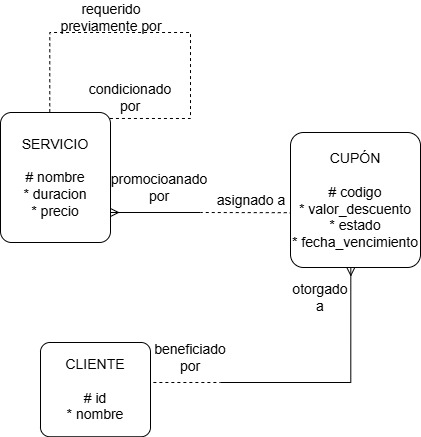 requerido
previamente por
condicionado
por
SERVICIO
# nombre
* duracion
* precio
promocioanado
por
asignado a
CUPÓN
# codigo
* valor_descuento
* estado
* fecha_vencimiento
otorgado
a
beneficiado
por
CLIENTE
# id
* nombre